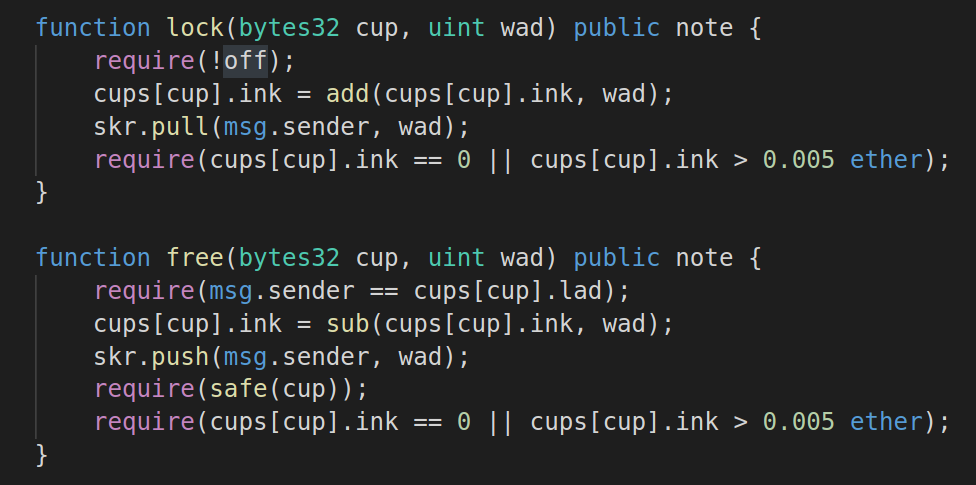 function lock(bytes32 cup, uint wad) public note {
    require(!off);
    cups[cup].ink = add(cups[cup].ink, wad);
    skr.pull(msg.sender, wad);
    require(cups[cup].ink == 0 || cups[cup].ink > 0.005 ether);
}

function free(bytes32 cup, uint wad) public note {
    require(msg.sender == cups[cup].lad);
    cups[cup].ink = sub(cups[cup].ink, wad);
    skr.push(msg.sender, wad);
    require(safe(cup));
    require(cups[cup].ink == 0 || cups[cup].ink > 0.005 ether);
}